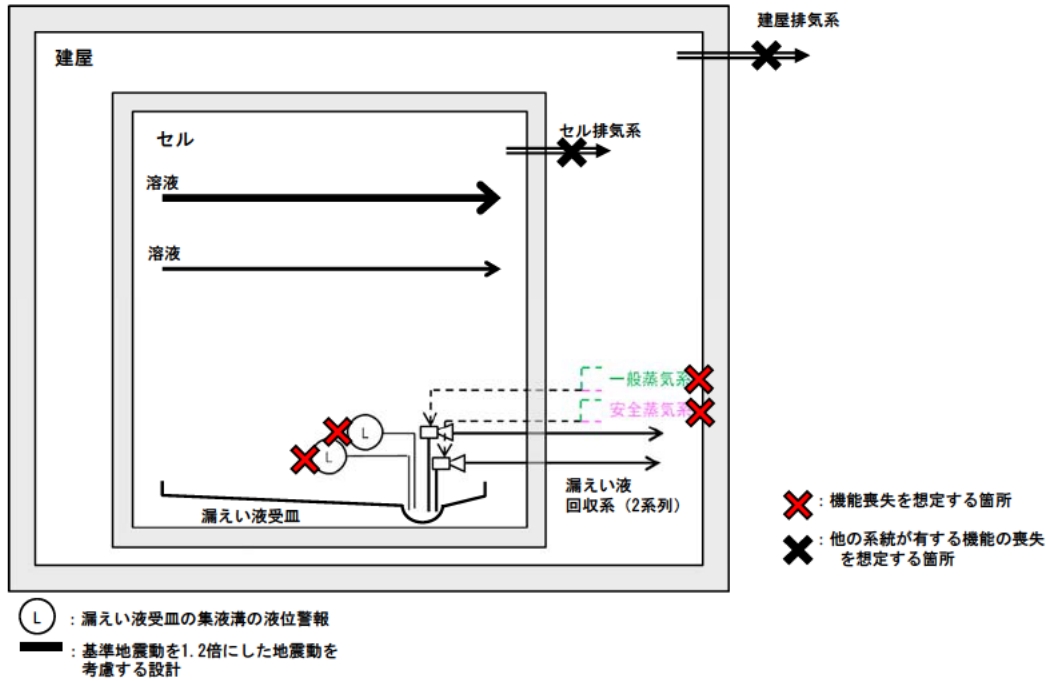 建屋排気系
建屋
セル
セル排気系
溶液
溶液
一般蒸気系
安全蒸気系
L
L
漏えい液
回収系（2系列）
漏えい液受皿
：機能喪失を想定する箇所
：他の系統が有する機能の喪失
を想定する箇所
L
：漏えい液受皿の集液溝の液位警報
：基準地震動を1.2倍にした地震動を
考慮する設計